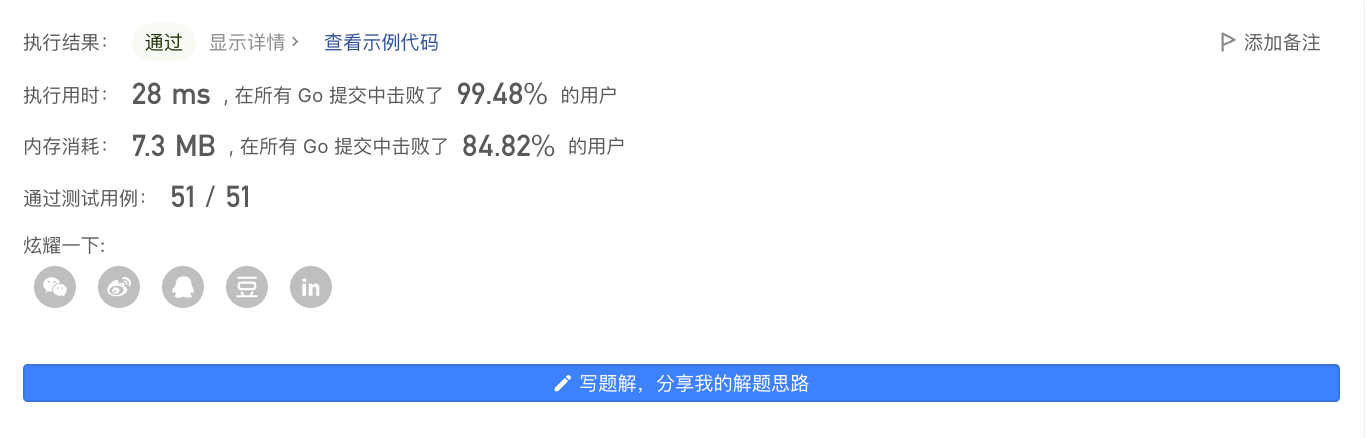 执行结果： 通过 显示详情 › 查看示例代码 添加备注
执行用时： 28 ms , 在所有 Go 提交中击败了 99.48% 的用户
内存消耗： 7.3 MB , 在所有 Go 提交中击败了 84.82% 的用户
通过测试用例： 51 / 51
炫耀一下:
豆 in
写题解，分享我的解题思路